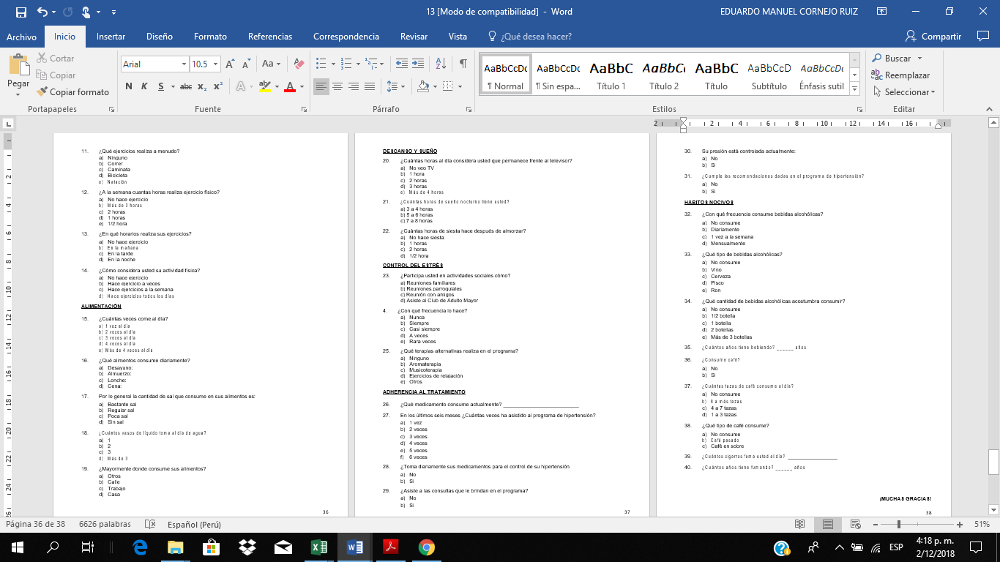 13 [Modo de compatibilidad] - Word
EDUARDO MANUEL CORNEJO RUIZ
Archivo
Inicio
Insertar
Diseño
Formato
Referencias
Correspondencia
Revisar
Vista
¿Qué desea hacer?
Compartir
Pegar
Cortar
Copiar
Copiar formato
Portapapeles
Arial
10.5
N K S abc x₂ x²
Fuente
Párrafo
AaBbCcDc
¶ Normal
AaBbCcDc
¶ Sin espa...
AaBbC
Título 1
AaBbCc
Título 2
AaBbC
Título
AaBbCcD
Subtítulo
AaBbCcDc
Énfasis sutil
Estilos
Buscar
Reemplazar
Seleccionar
Editar
2 2 4 6 8 10 12 14 16
11. ¿Qué ejercicios realiza a menudo?
a) Ninguno
b) Correr
c) Caminata
d) Bicicleta
e) Natación
12. ¿A la semana cuantas horas realiza ejercicio físico?
a) No hace ejercicio
b) Más de 3 horas
c) 2 horas
d) 1 horas
e) 1/2 hora
13. ¿En qué horarios realiza sus ejercicios?
a) No hace ejercicio
b) En la mañana
c) En la tarde
d) En la noche
14. ¿Cómo considera usted su actividad física?
a) No hace ejercicio
b) Hace ejercicio a veces
c) Hace ejercicios a la semana
d) Hace ejercicios todos los días
ALIMENTACIÓN
15. ¿Cuántas veces come al día?
a) 1 vez al día
b) 2 veces al día
c) 3 veces al día
d) 4 veces al día
e) Más de 4 veces al día
16. ¿Qué alimentos consume diariamente?
a) Desayuno:
b) Almuerzo:
c) Lonche:
d) Cena:
17. Por lo general la cantidad de sal que consume en sus alimentos es:
a) Bastante sal
b) Regular sal
c) Poca sal
d) Sin sal
18. ¿Cuántos vasos de líquido toma al día de agua?
a) 1
b) 2
c) 3
d) Más de 3
19. ¿Mayormente donde consume sus alimentos?
a) Otros
b) Calle
c) Trabajo
d) Casa
36
DESCANSO Y SUEÑO
20. ¿Cuántas horas al día considera usted que permanece frente al televisor?
a) No veo TV
b) 1 hora
c) 2 horas
d) 3 horas
e) Más de 4 horas
21. ¿Cuántas horas de sueño nocturno tiene usted?
a) 3 a 4 horas
b) 5 a 6 horas
c) 7 a 8 horas
22. ¿Cuántas horas de siesta hace después de almorzar?
a) No hace siesta
b) 1 horas
c) 2 horas
d) 1/2 hora
CONTROL DEL ESTRÉS
23. ¿Participa usted en actividades sociales cómo?
a) Reuniones familiares
b) Reuniones parroquiales
c) Reunión con amigos
d) Asiste al Club de Adulto Mayor
4. ¿Con qué frecuencia lo hace?
a) Nunca
b) Siempre
c) Casi siempre
d) A veces
e) Rara veces
25. ¿Qué terapias alternativas realiza en el programa?
a) Ninguno
b) Aromaterapia
c) Musicoterapia
d) Ejercicios de relajación
e) Otros
ADHERENCIA AL TRATAMIENTO
26. ¿Qué medicamento consume actualmente? ___________________________
27. En los últimos seis meses ¿Cuántas veces ha asistido al programa de hipertensión?
a) 1 vez
b) 2 veces
c) 3 veces
d) 4 veces
e) 5 veces
f) 6 veces
28. ¿Toma diariamente sus medicamentos para el control de su hipertensión
a) No
b) Si
29. ¿Asiste a las consultas que le brindan en el programa?
a) No
b) Si
37
30. Su presión está controlada actualmente:
a) No
b) Si
31. ¿Cumple las recomendaciones dadas en el programa de hipertensión?
a) No
b) Si
HÁBITOS NOCIVOS
32. ¿Con qué frecuencia consume bebidas alcohólicas?
a) No consume
b) Diariamente
c) 1 vez a la semana
d) Mensualmente
33. ¿Qué tipo de bebidas alcohólicas?
a) No consume
b) Vino
c) Cerveza
d) Pisco
e) Ron
34. ¿Qué cantidad de bebidas alcohólicas acostumbra consumir?
a) No consume
b) 1/2 botella
c) 1 botella
d) 2 botellas
e) Más de 3 botellas
35. ¿Cuántos años tiene bebiendo? ______ años
36. ¿Consume café?
a) No
b) Si
37. ¿Cuántas tazas de café consume al día?
a) No consume
b) 8 a más tazas
c) 4 a 7 tazas
d) 1 a 3 tazas
38. ¿Qué tipo de café consume?
a) No consume
b) Café pasado
c) Café en sobre
39. ¿Cuántos cigarros fuma usted al día? __________________
40. ¿Cuántos años tiene fumando? ______ años
¡MUCHAS GRACIAS!
38
Página 36 de 38
6626 palabras
Español (Perú)
51%
ESP
4:18 p. m.
2/12/2018